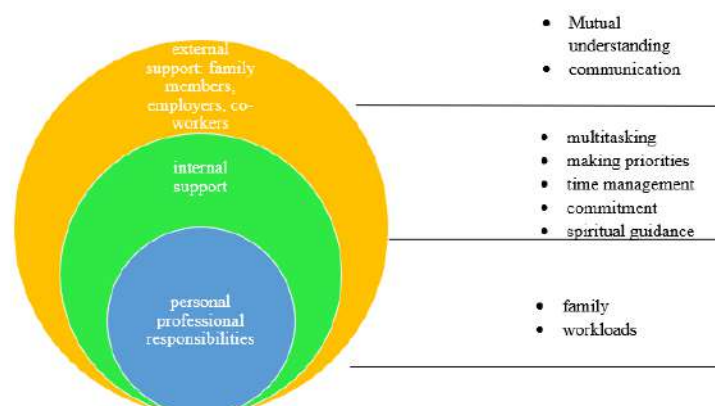 external
support: family
members,
employers, co-
workers
internal
support
personal
professional
responsibilities
• Mutual
understanding
• communication
• multitasking
• making priorities
• time management
• commitment
• spiritual guidance
• family
• workloads